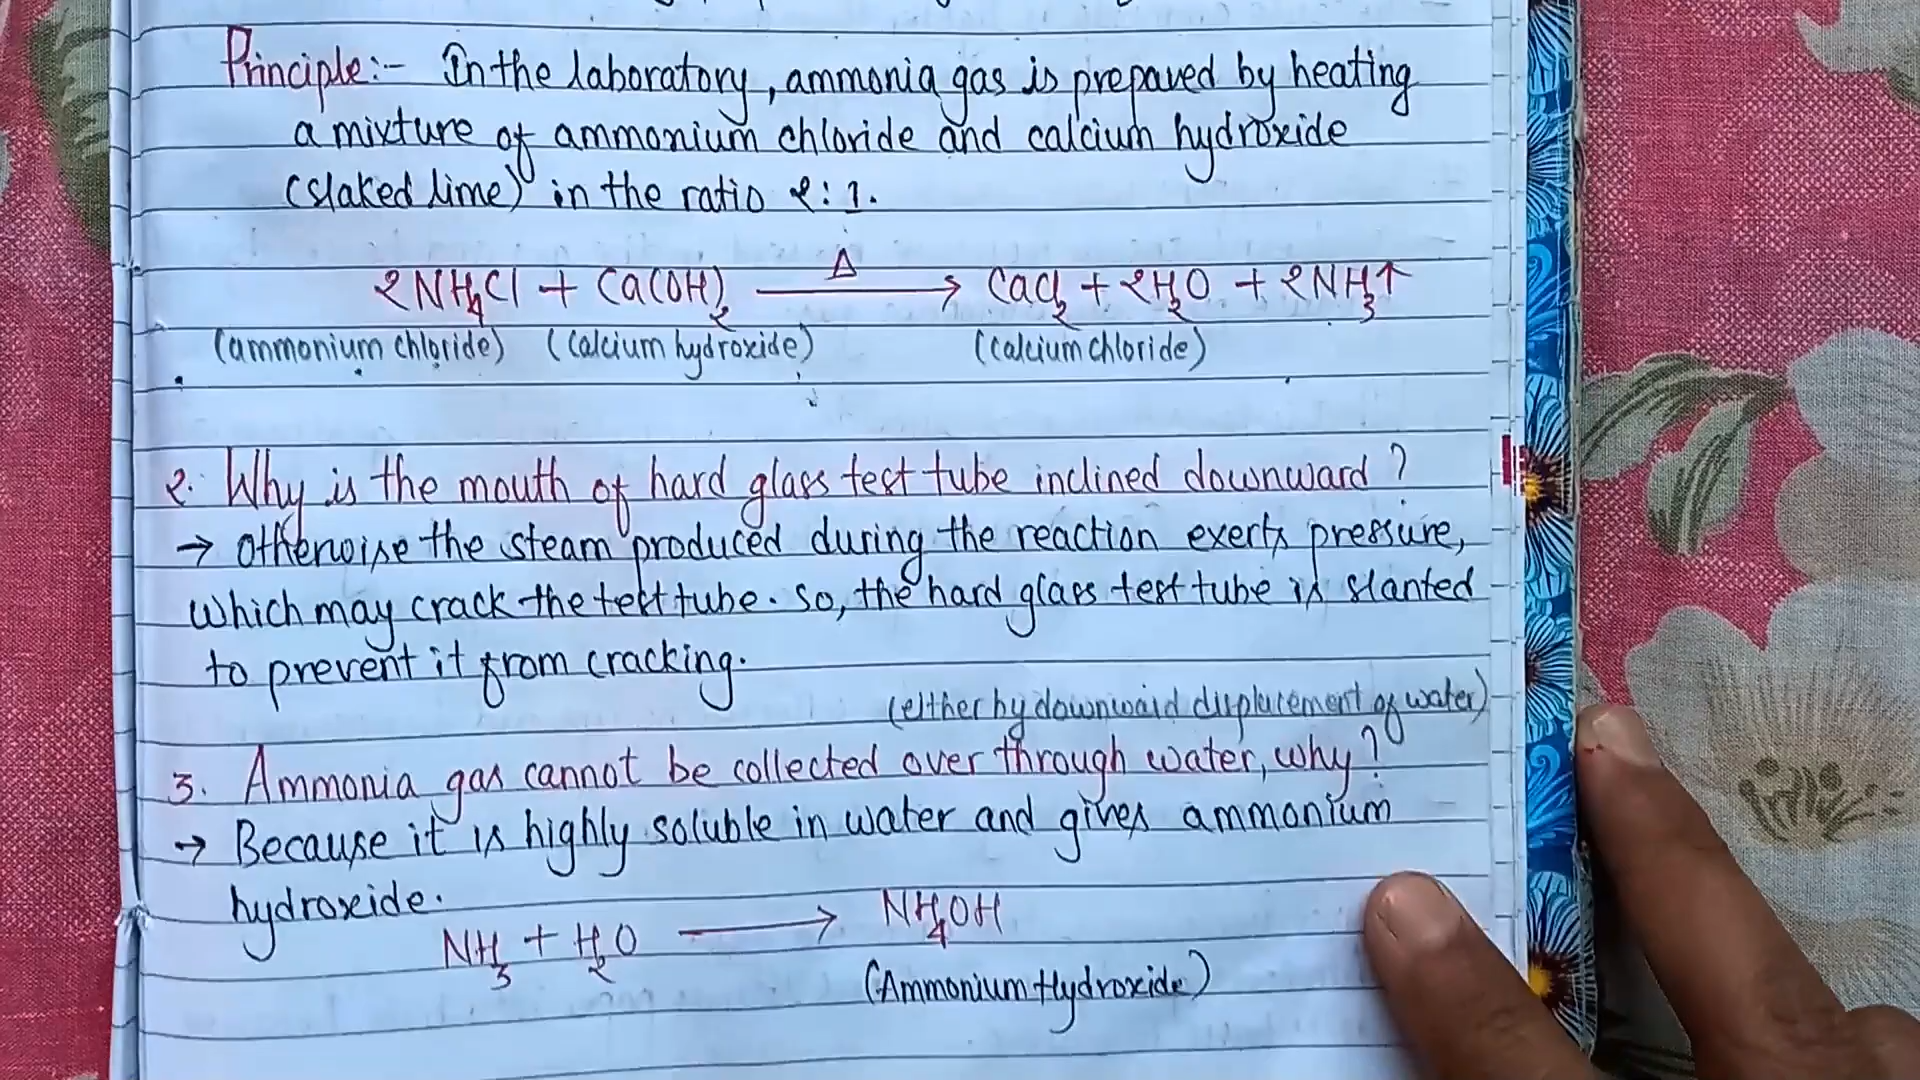 Principle:- In the laboratory, ammonia gas is prepared by heating
a mixture of ammonium chloride and calcium hydroxide
(slaked lime) in the ratio 2:1.
Δ
2NH₄Cl + Ca(OH)₂ ⟶ CaCl₂ + 2H₂O + 2NH₃↑
(ammonium chloride) (Calcium hydroxide) (Calcium chloride)
2. Why is the mouth of hard glass test tube inclined downward?
→ Otherwise the steam produced during the reaction exerts pressure,
which may crack the test tube. So, the hard glass test tube is slanted
to prevent it from cracking.
(either by downward displacement of water)
3. Ammonia gas cannot be collected over through water, why?
→ Because it is highly soluble in water and gives ammonium
hydroxide.
NH₃ + H₂O ⟶ NH₄OH
(Ammonium Hydroxide)